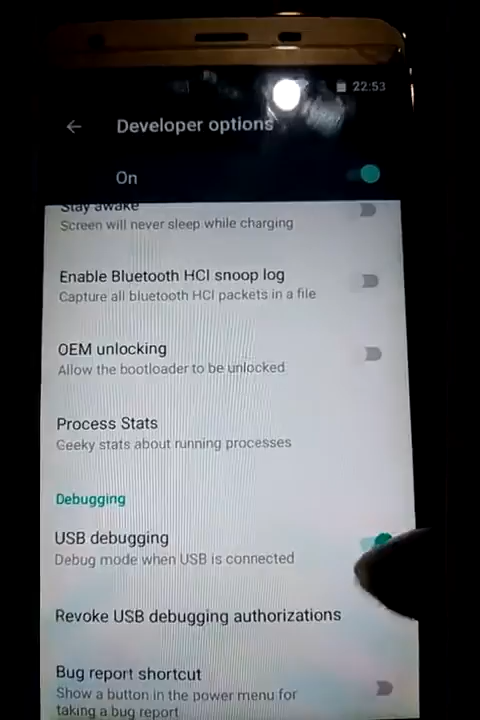 22:53
Developer options
On
Stay awake
Screen will never sleep while charging
Enable Bluetooth HCI snoop log
Capture all bluetooth HCI packets in a file
OEM unlocking
Allow the bootloader to be unlocked
Process Stats
Geeky stats about running processes
Debugging
USB debugging
Debug mode when USB is connected
Revoke USB debugging authorizations
Bug report shortcut
Show a button in the power menu for
taking a bug report